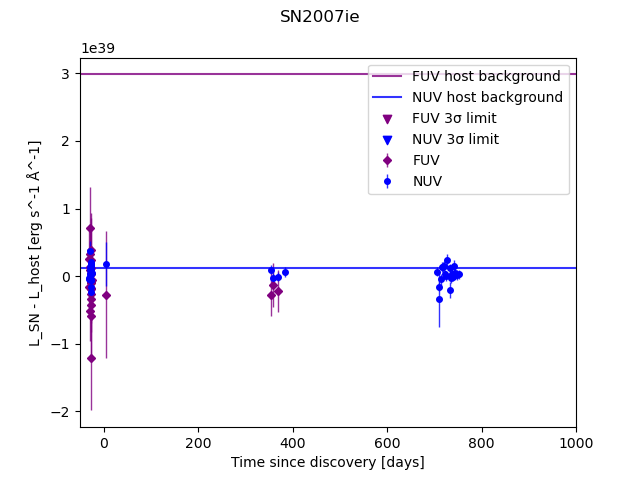 SN2007ie
1e39
FUV host background
NUV host background
FUV 3σ limit
NUV 3σ limit
FUV
NUV
3
2
1
0
−1
−2
L_SN - L_host [erg s^-1 Å^-1]
0 200 400 600 800 1000
Time since discovery [days]